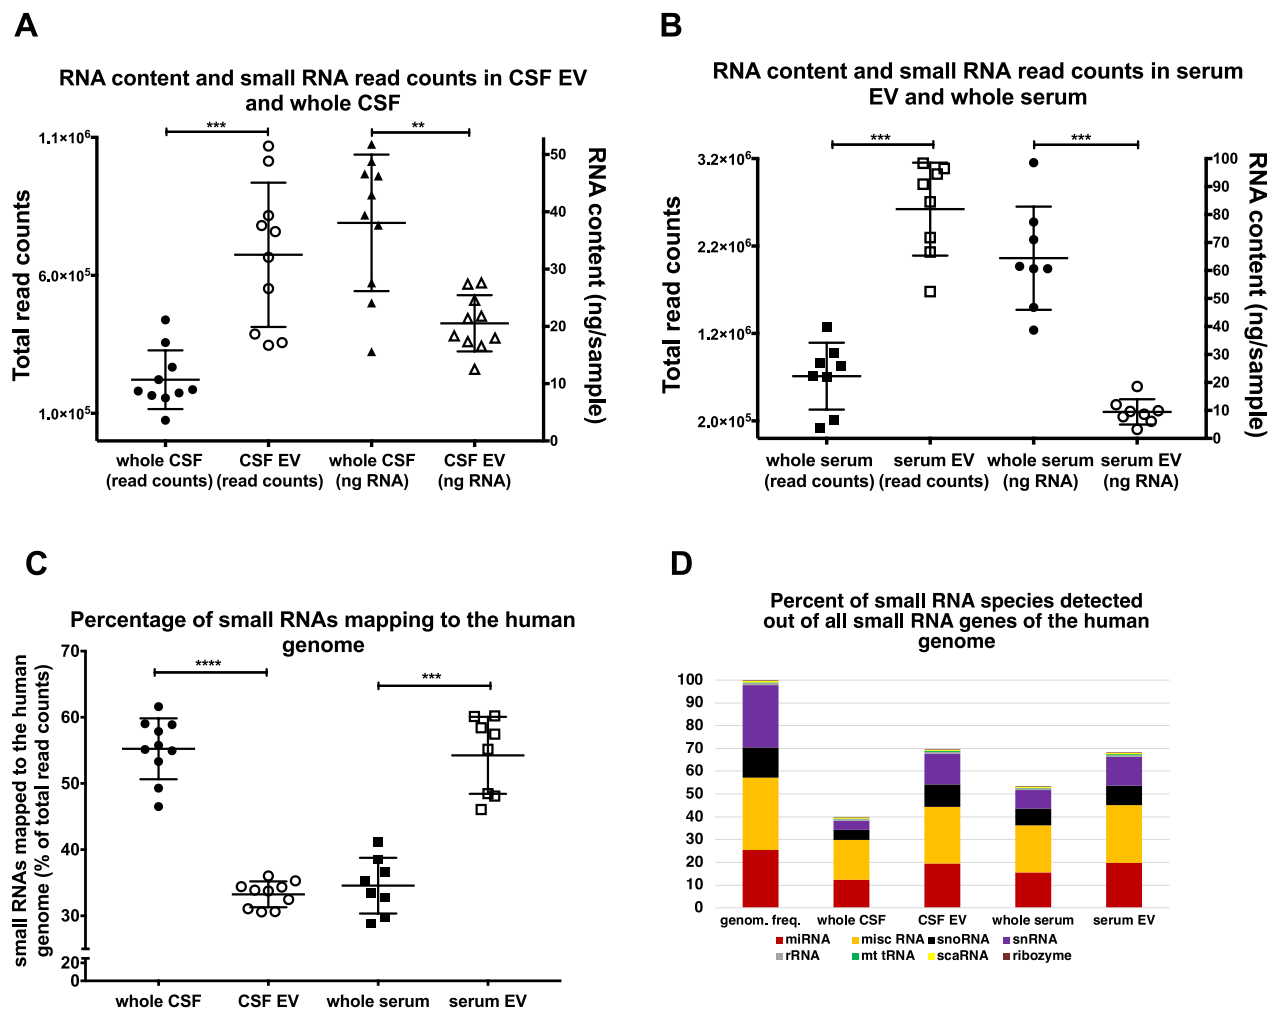 A
RNA content and small RNA read counts in CSF EV
and whole CSF
***
**
1.1×10⁶
6.0×10⁵
1.0×10⁵
Total read counts
50
40
30
20
10
0
RNA content (ng/sample)
whole CSF
(read counts)
CSF EV
(read counts)
whole CSF
(ng RNA)
CSF EV
(ng RNA)
B
RNA content and small RNA read counts in serum
EV and whole serum
***
***
3.2×10⁶
2.2×10⁶
1.2×10⁶
2.0×10⁵
Total read counts
100
90
80
70
60
50
40
30
20
10
0
RNA content (ng/sample)
whole serum
(read counts)
serum EV
(read counts)
whole serum
(ng RNA)
serum EV
(ng RNA)
C
Percentage of small RNAs mapping to the human
genome
****
***
70
60
50
40
30
20
0
small RNAs mapped to the human
genome (% of total read counts)
whole CSF
CSF EV
whole serum
serum EV
D
Percent of small RNA species detected
out of all small RNA genes of the human
genome
100
90
80
70
60
50
40
30
20
10
0
genom. freq.
whole CSF
CSF EV
whole serum
serum EV
miRNA
misc RNA
snoRNA
snRNA
rRNA
mt tRNA
scaRNA
ribozyme